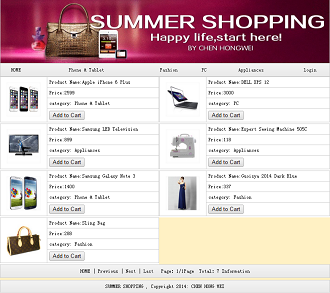 SUMMER SHOPPING
Happy life,start here!
BY CHEN HONGWEI
HOME Phone & Tablet Fashion PC Appliances login
Product Name:Apple iPhone 6 Plus
Price:2599
category: Phone & Tablet
Add to Cart
Product Name:DELL XPS 12
Price:3000
category: PC
Add to Cart
Product Name:Samsung LED Television
Price:899
category: Appliances
Add to Cart
Product Name:Expert Sewing Machine 505C
Price:118
category: Appliances
Add to Cart
Product Name:Samsung Galaxy Note 3
Price:1400
category: Phone & Tablet
Add to Cart
Product Name: 2014 Dark Blue
Price:337
category: Fashion
Add to Cart
Product Name:Sling Bag
Price:288
category: Fashion
Add to Cart
HOME | Previous | Next | Last Page: 1/1Page Total: 7 Information
SUMMER SHOPPING , Copyright 2014: CHEN HONG WEI